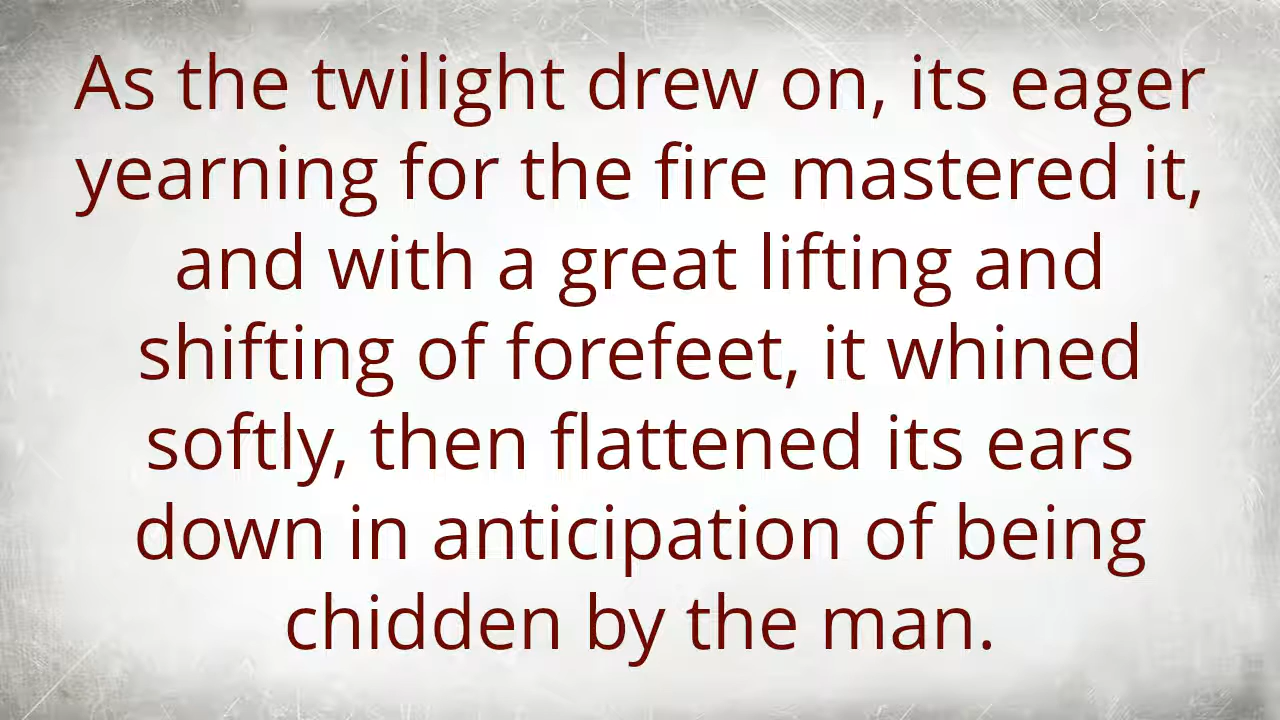 As the twilight drew on, its eager
yearning for the fire mastered it,
and with a great lifting and
shifting of forefeet, it whined
softly, then flattened its ears
down in anticipation of being
chidden by the man.